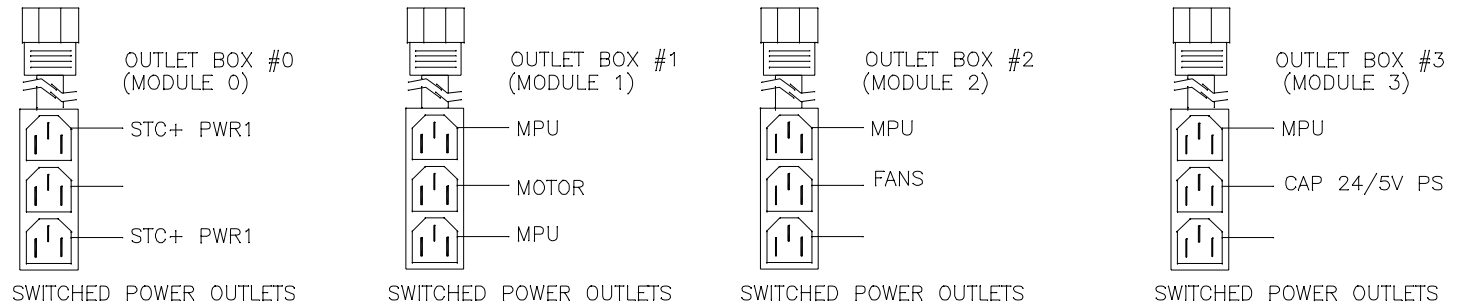 OUTLET BOX #0
(MODULE 0)
STC+ PWR1
STC+ PWR1
SWITCHED POWER OUTLETS
OUTLET BOX #1
(MODULE 1)
MPU
MOTOR
MPU
SWITCHED POWER OUTLETS
OUTLET BOX #2
(MODULE 2)
MPU
FANS
SWITCHED POWER OUTLETS
OUTLET BOX #3
(MODULE 3)
MPU
CAP 24/5V PS
SWITCHED POWER OUTLETS